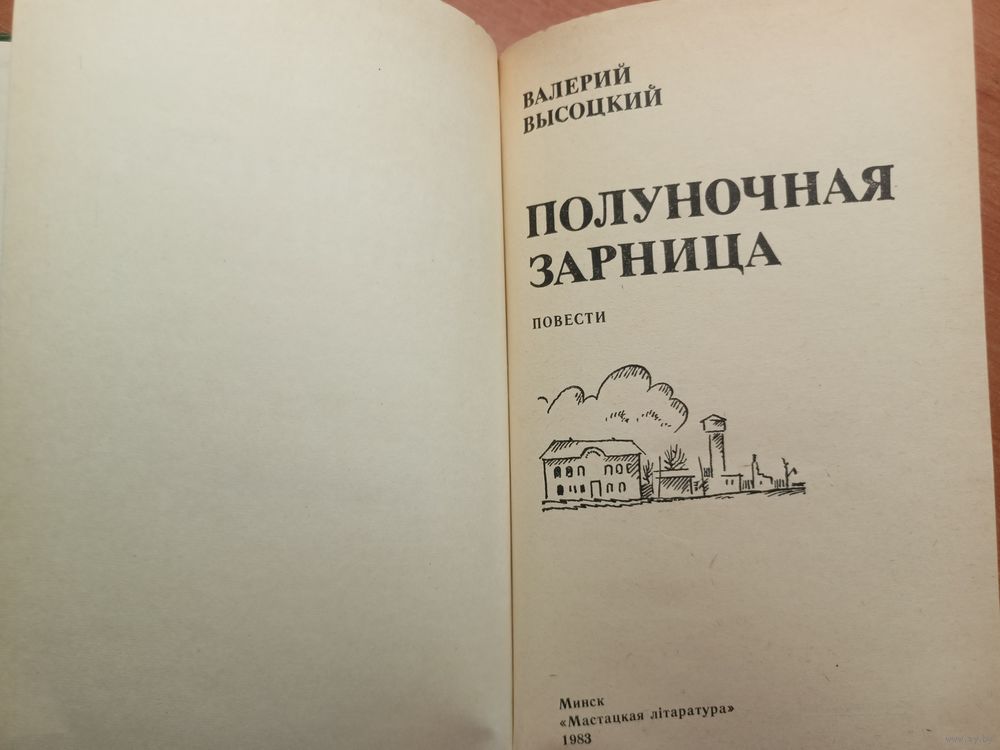 ВАЛЕРИЙ
ВЫСОЦКИЙ
ПОЛУНОЧНАЯ
ЗАРНИЦА
ПОВЕСТИ
Минск
«Мастацкая літаратура»
1983